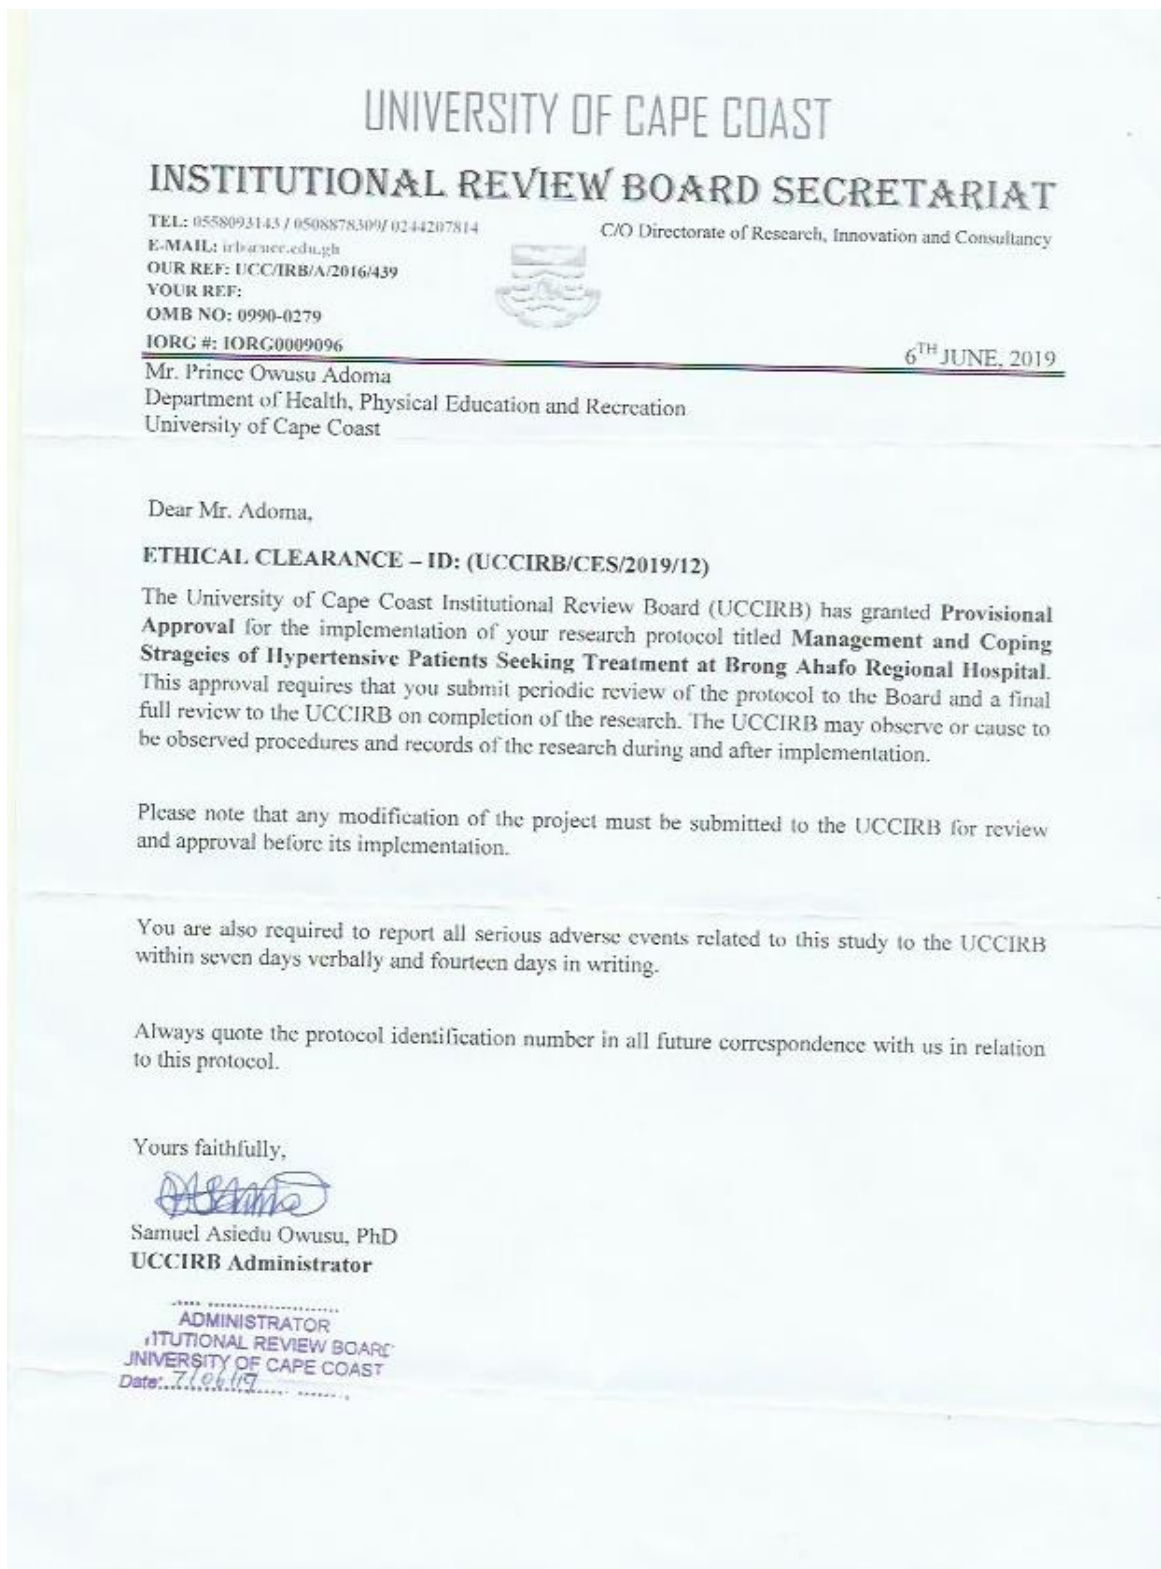 UNIVERSITY OF CAPE COAST
INSTITUTIONAL REVIEW BOARD SECRETARIAT
TEL: 0558093143 / 0508878309/ 0244207814
C/O Directorate of Research, Innovation and Consultancy
E-MAIL: irb@ucc.edu.gh
OUR REF: UCC/IRB/A/2016/439
YOUR REF:
OMB NO: 0990-0279
IORG #: IORG0009096
6TH JUNE, 2019
Mr. Prince Owusu Adoma
Department of Health, Physical Education and Recreation
University of Cape Coast
Dear Mr. Adoma,
ETHICAL CLEARANCE – ID: (UCCIRB/CES/2019/12)
The University of Cape Coast Institutional Review Board (UCCIRB) has granted Provisional
Approval for the implementation of your research protocol titled Management and Coping
Strageies of Hypertensive Patients Seeking Treatment at Brong Ahafo Regional Hospital.
This approval requires that you submit periodic review of the protocol to the Board and a final
full review to the UCCIRB on completion of the research. The UCCIRB may observe or cause to
be observed procedures and records of the research during and after implementation.
Please note that any modification of the project must be submitted to the UCCIRB for review
and approval before its implementation.
You are also required to report all serious adverse events related to this study to the UCCIRB
within seven days verbally and fourteen days in writing.
Always quote the protocol identification number in all future correspondence with us in relation
to this protocol.
Yours faithfully,
Samuel Asiedu Owusu, PhD
UCCIRB Administrator
ADMINISTRATOR
ITUTIONAL REVIEW BOARD
UNIVERSITY OF CAPE COAST
Date: 7/06/19